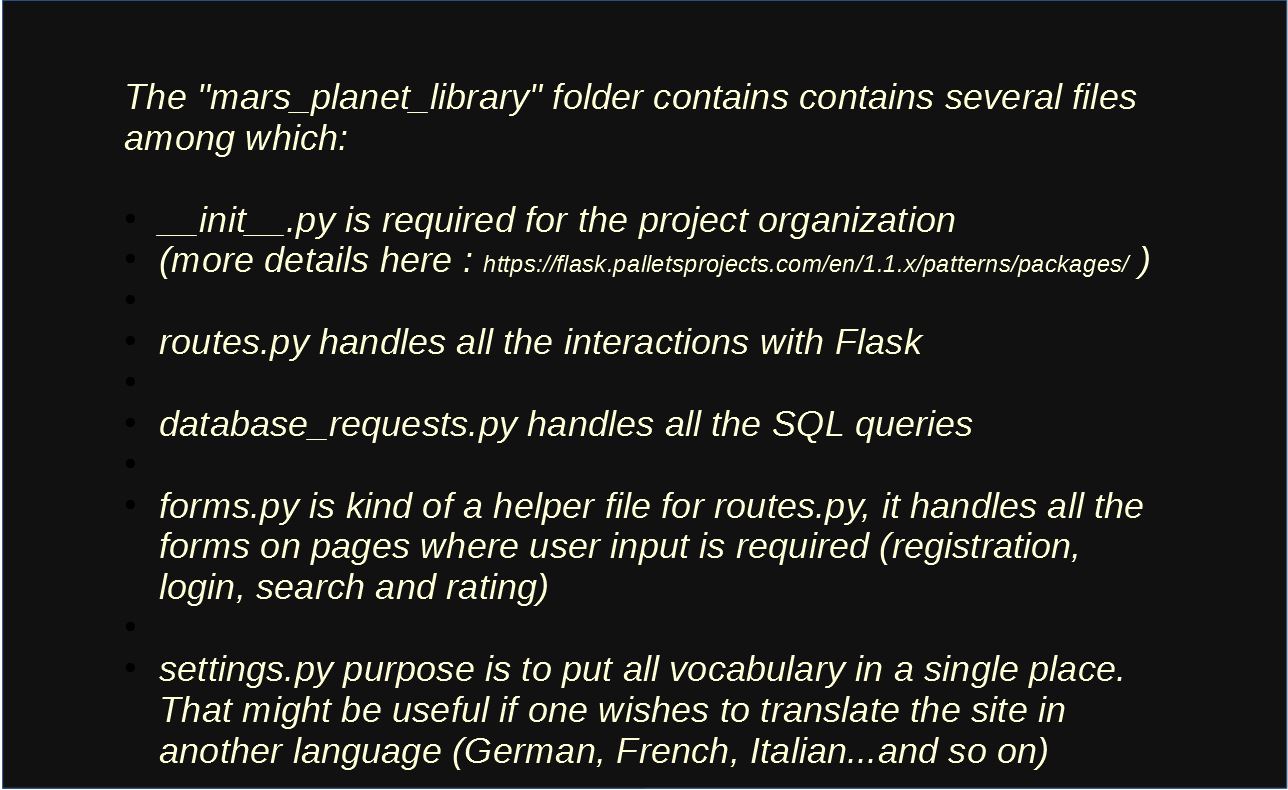 The "mars_planet_library" folder contains contains several files
among which:
• __init__.py is required for the project organization
• (more details here : https://flask.palletsprojects.com/en/1.1.x/patterns/packages/ )
•
• routes.py handles all the interactions with Flask
•
• database_requests.py handles all the SQL queries
•
• forms.py is kind of a helper file for routes.py, it handles all the
forms on pages where user input is required (registration,
login, search and rating)
•
• settings.py purpose is to put all vocabulary in a single place.
That might be useful if one wishes to translate the site in
another language (German, French, Italian...and so on)